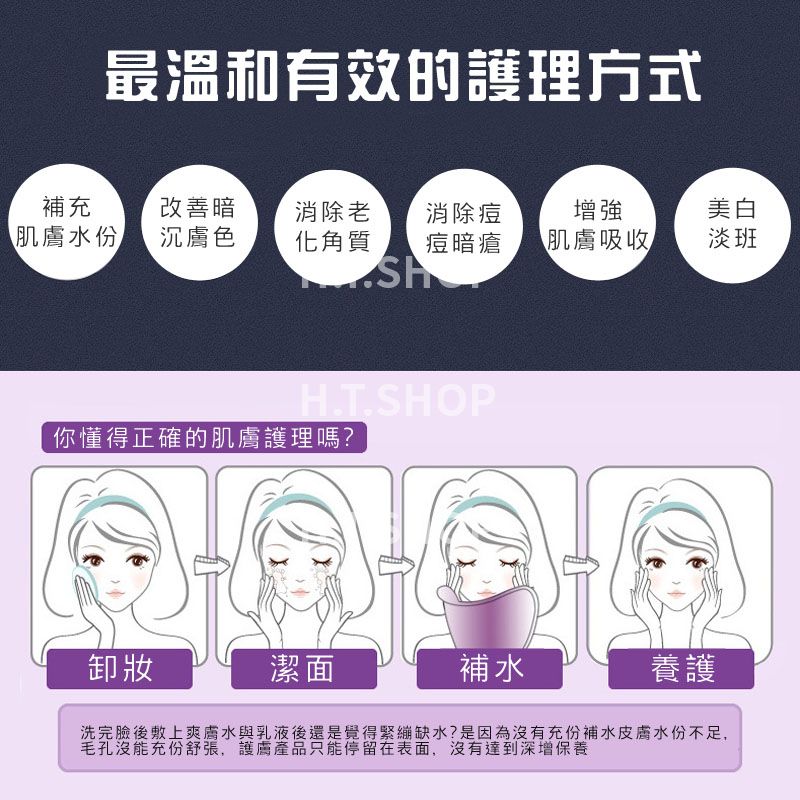 最溫和有效的護理方式
補充
肌膚水份
改善暗
沉膚色
消除老
化角質
消除痘
痘暗瘡
增強
肌膚吸收
美白
淡班
H.T.SHOP
H.T.SHOP
你懂得正確的肌膚護理嗎?
H.T.SHOP
卸妝
潔面
補水
養護
洗完臉後敷上爽膚水與乳液後還是覺得緊繃缺水?是因為沒有充份補水皮膚水份不足,
毛孔沒能充份舒張，護膚產品只能停留在表面，沒有達到深增保養